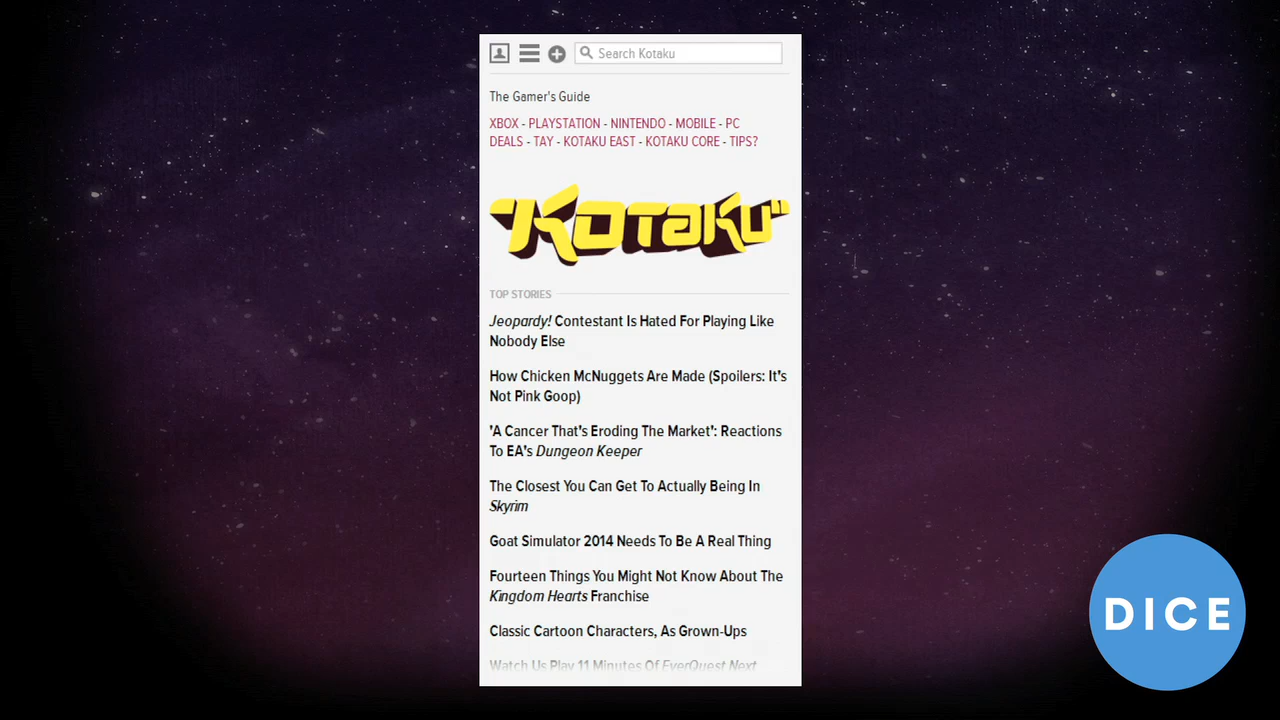 Search Kotaku
The Gamer's Guide
XBOX - PLAYSTATION - NINTENDO - MOBILE - PC
DEALS - TAY - KOTAKU EAST - KOTAKU CORE - TIPS?
"KOTAKU"
TOP STORIES
Jeopardy! Contestant Is Hated For Playing Like
Nobody Else
How Chicken McNuggets Are Made (Spoilers: It's
Not Pink Goop)
'A Cancer That's Eroding The Market': Reactions
To EA's Dungeon Keeper
The Closest You Can Get To Actually Being In
Skyrim
Goat Simulator 2014 Needs To Be A Real Thing
Fourteen Things You Might Not Know About The
Kingdom Hearts Franchise
Classic Cartoon Characters, As Grown-Ups
Watch Us Play 11 Minutes Of EverQuest Next
DICE